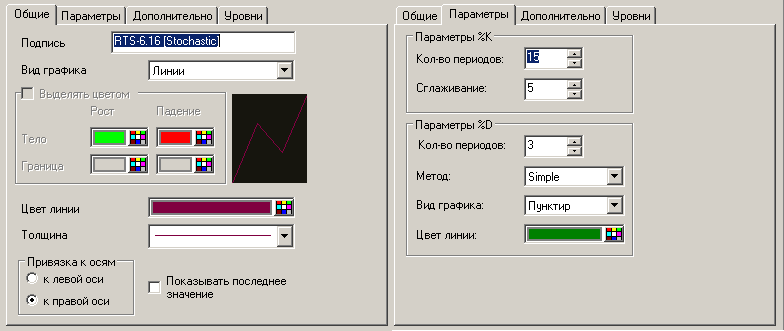 Общие Параметры Дополнительно Уровни
Подпись RTS-6.16 [Stochastic]
Вид графика Линии
Выделять цветом
Рост Падение
Тело
Граница
Цвет линии
Толщина
Привязка к осям
к левой оси
к правой оси
Показывать последнее
значение
Общие Параметры Дополнительно Уровни
Параметры %K
Кол-во периодов: 15
Сглаживание: 5
Параметры %D
Кол-во периодов: 3
Метод: Simple
Вид графика: Пунктир
Цвет линии: